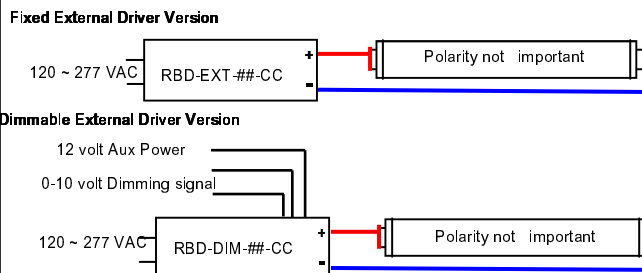 Fixed External Driver Version
120 ~ 277 VAC
RBD-EXT-##-CC
+
-
Polarity not important
Dimmable External Driver Version
12 volt Aux Power
0-10 volt Dimming signal
120 ~ 277 VAC
RBD-DIM-##-CC
+
-
Polarity not important